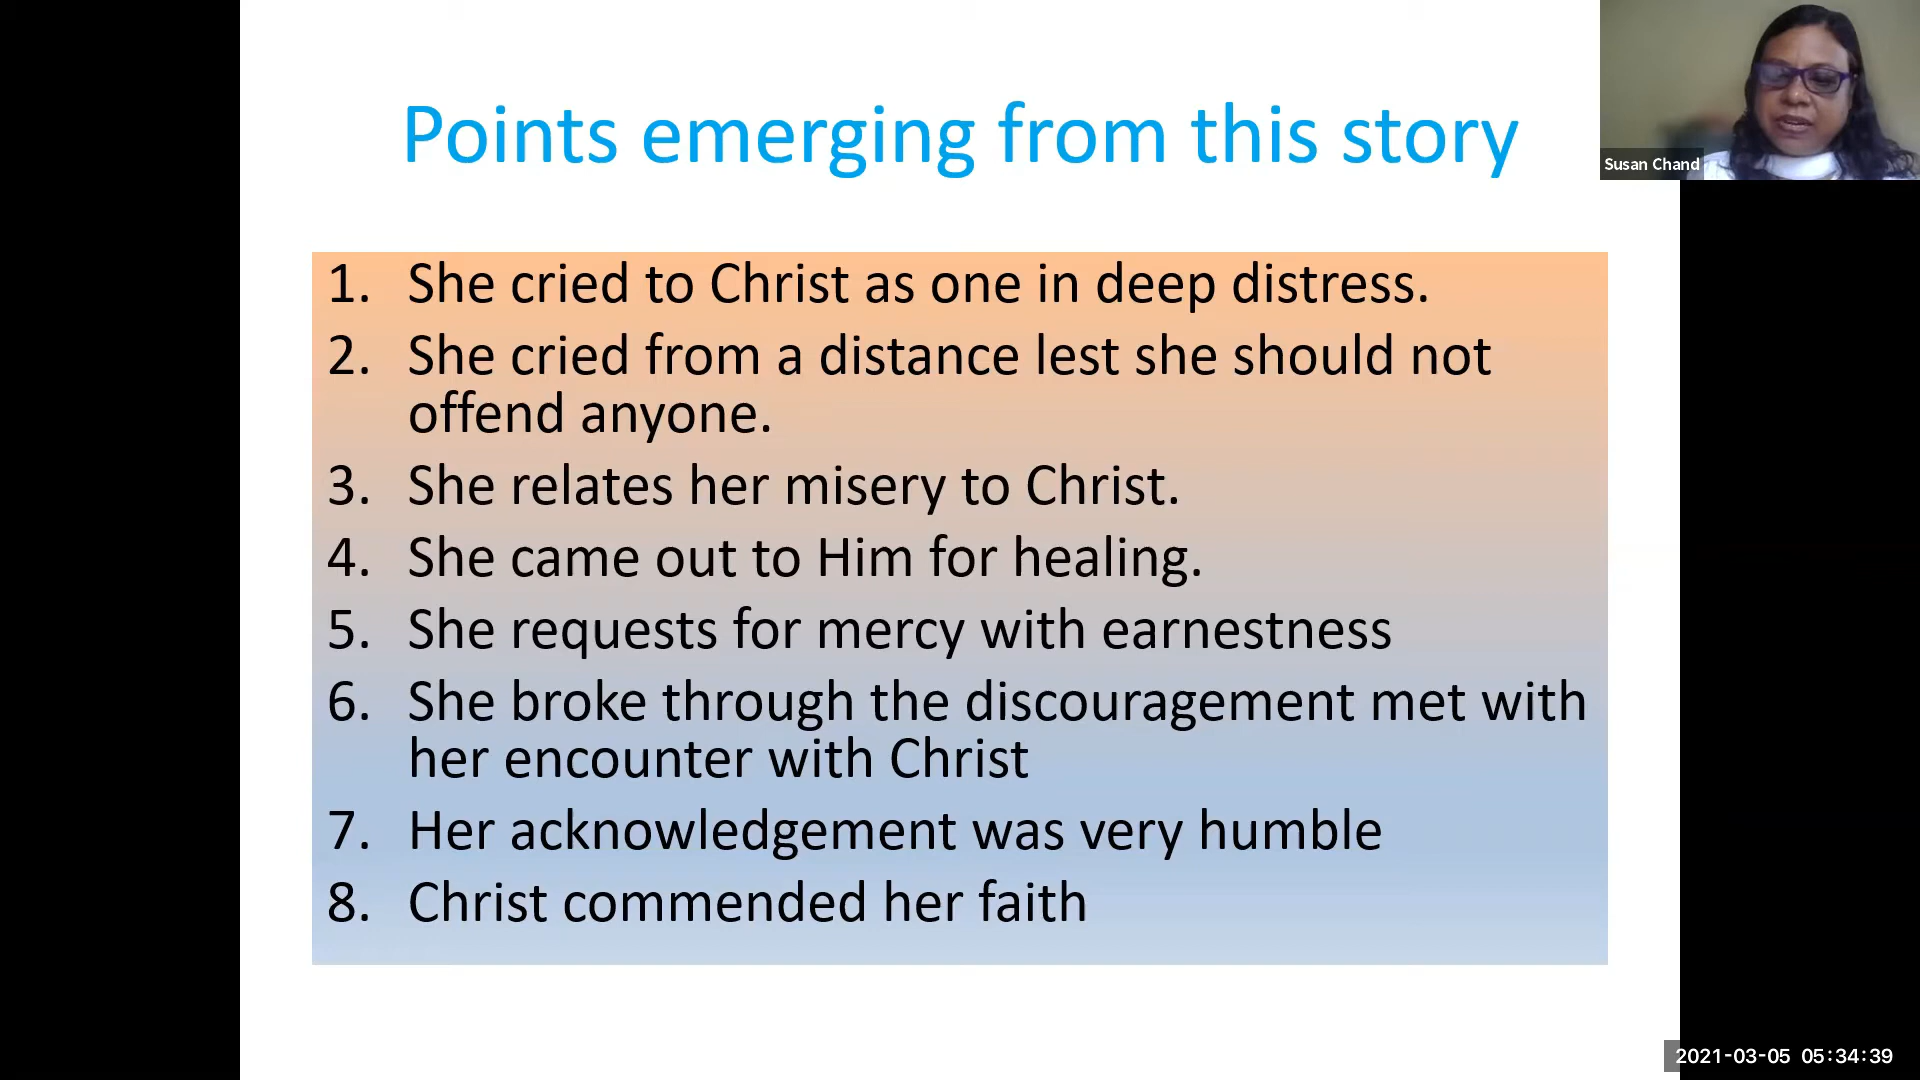 Points emerging from this story
Susan Chand
1. She cried to Christ as one in deep distress.
2. She cried from a distance lest she should not
offend anyone.
3. She relates her misery to Christ.
4. She came out to Him for healing.
5. She requests for mercy with earnestness
6. She broke through the discouragement met with
her encounter with Christ
7. Her acknowledgement was very humble
8. Christ commended her faith
2021-03-05 05:34:39